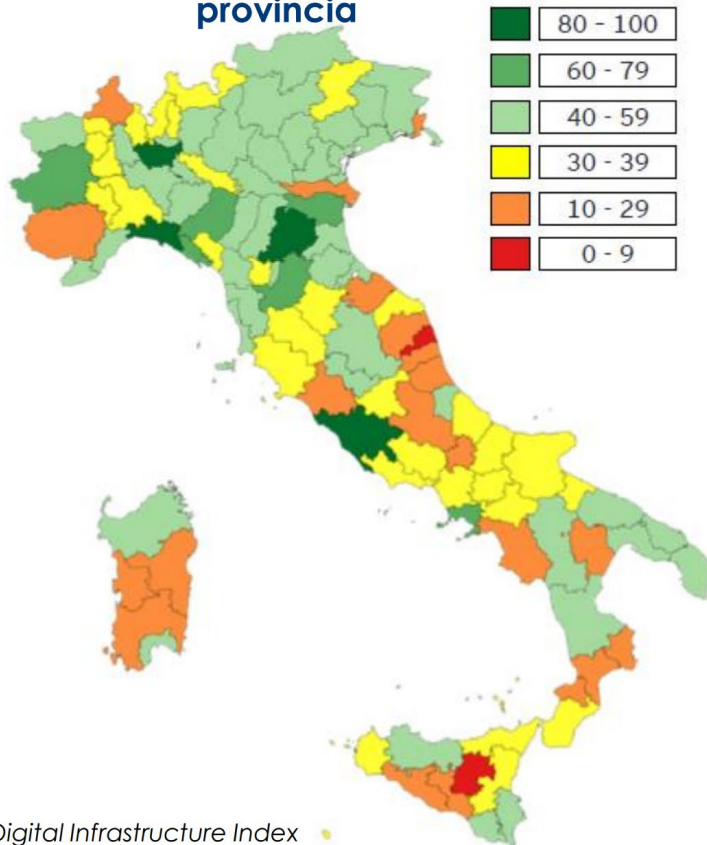 provincia
80 - 100
60 - 79
40 - 59
30 - 39
10 - 29
0 - 9
Digital Infrastructure Index